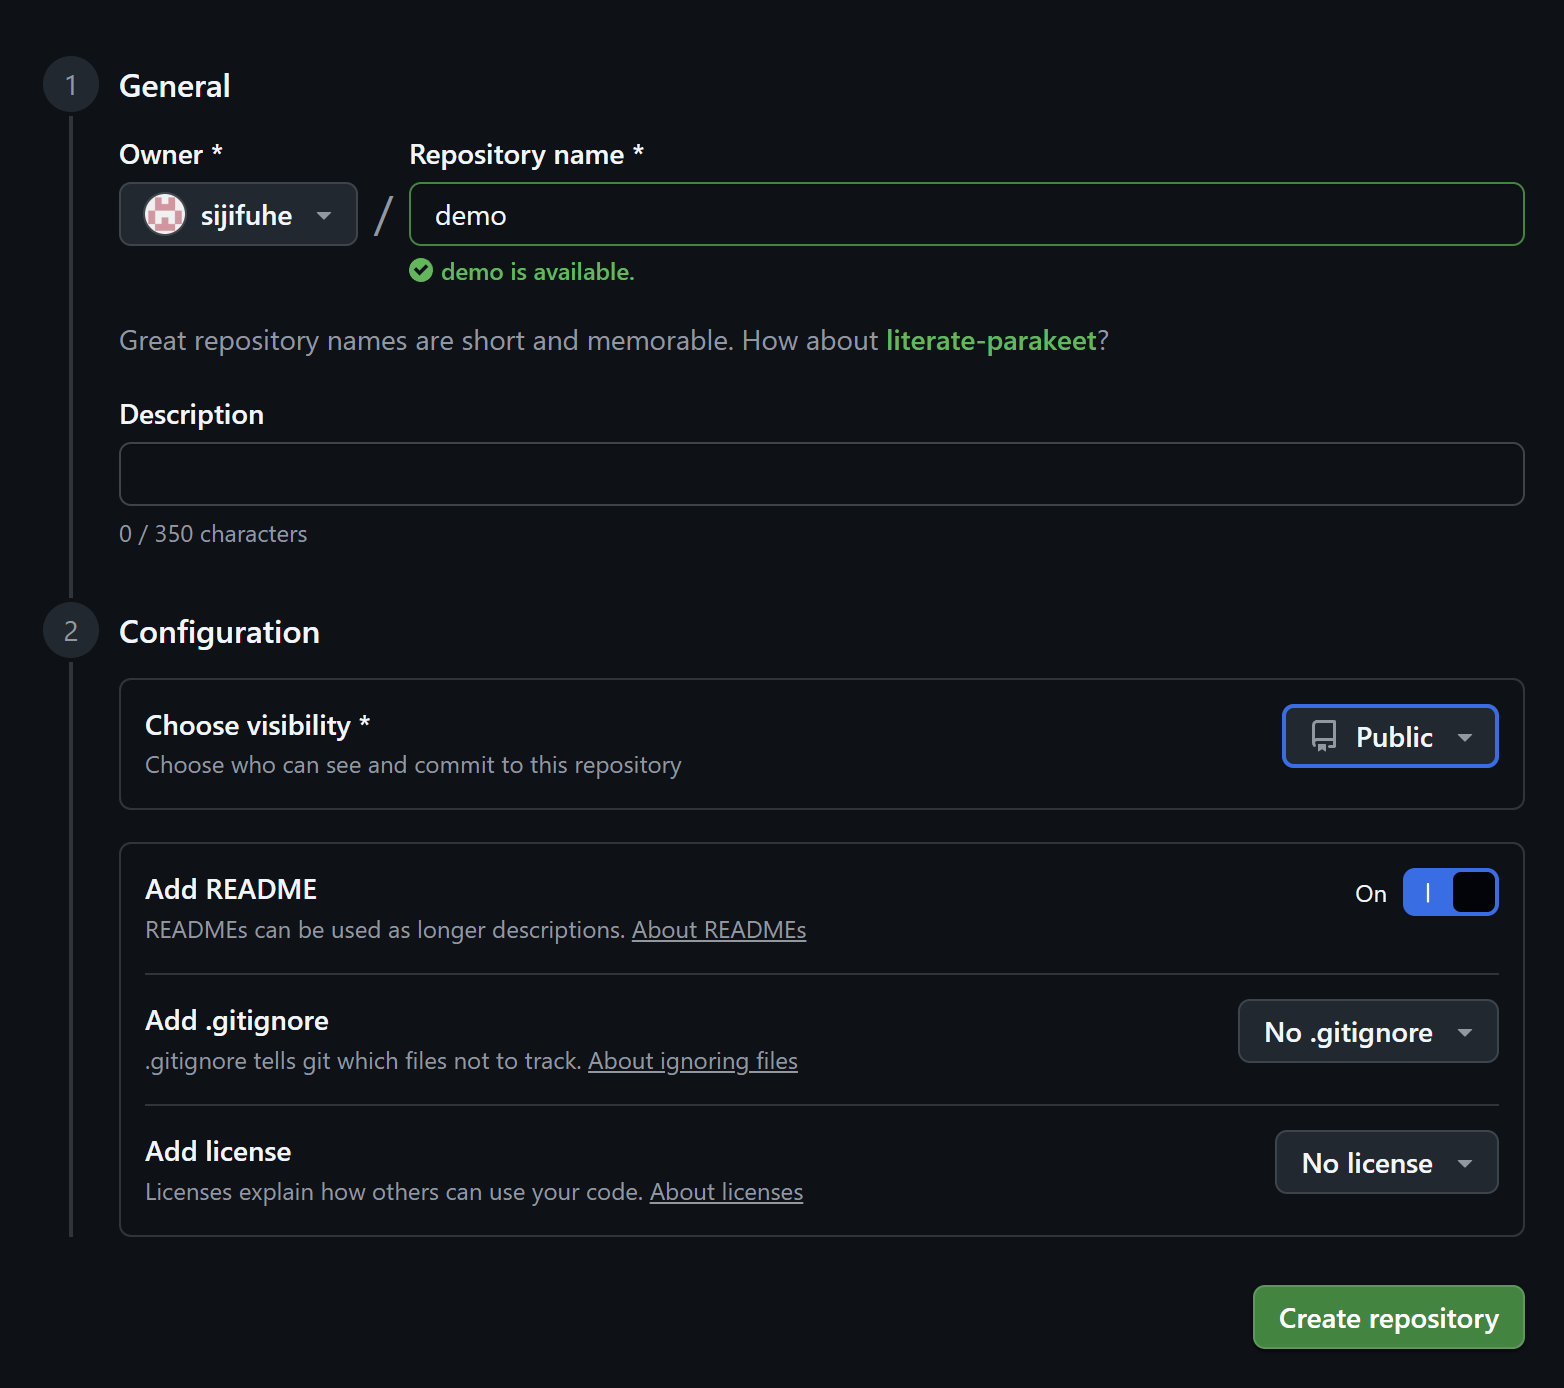 1
General
Owner *
Repository name *
sijifuhe
/
demo
demo is available.
Great repository names are short and memorable. How about literate-parakeet?
Description
0 / 350 characters
2
Configuration
Choose visibility *
Public
Choose who can see and commit to this repository
Add README
On
READMEs can be used as longer descriptions. About READMEs
Add .gitignore
No .gitignore
.gitignore tells git which files not to track. About ignoring files
Add license
No license
Licenses explain how others can use your code. About licenses
Create repository